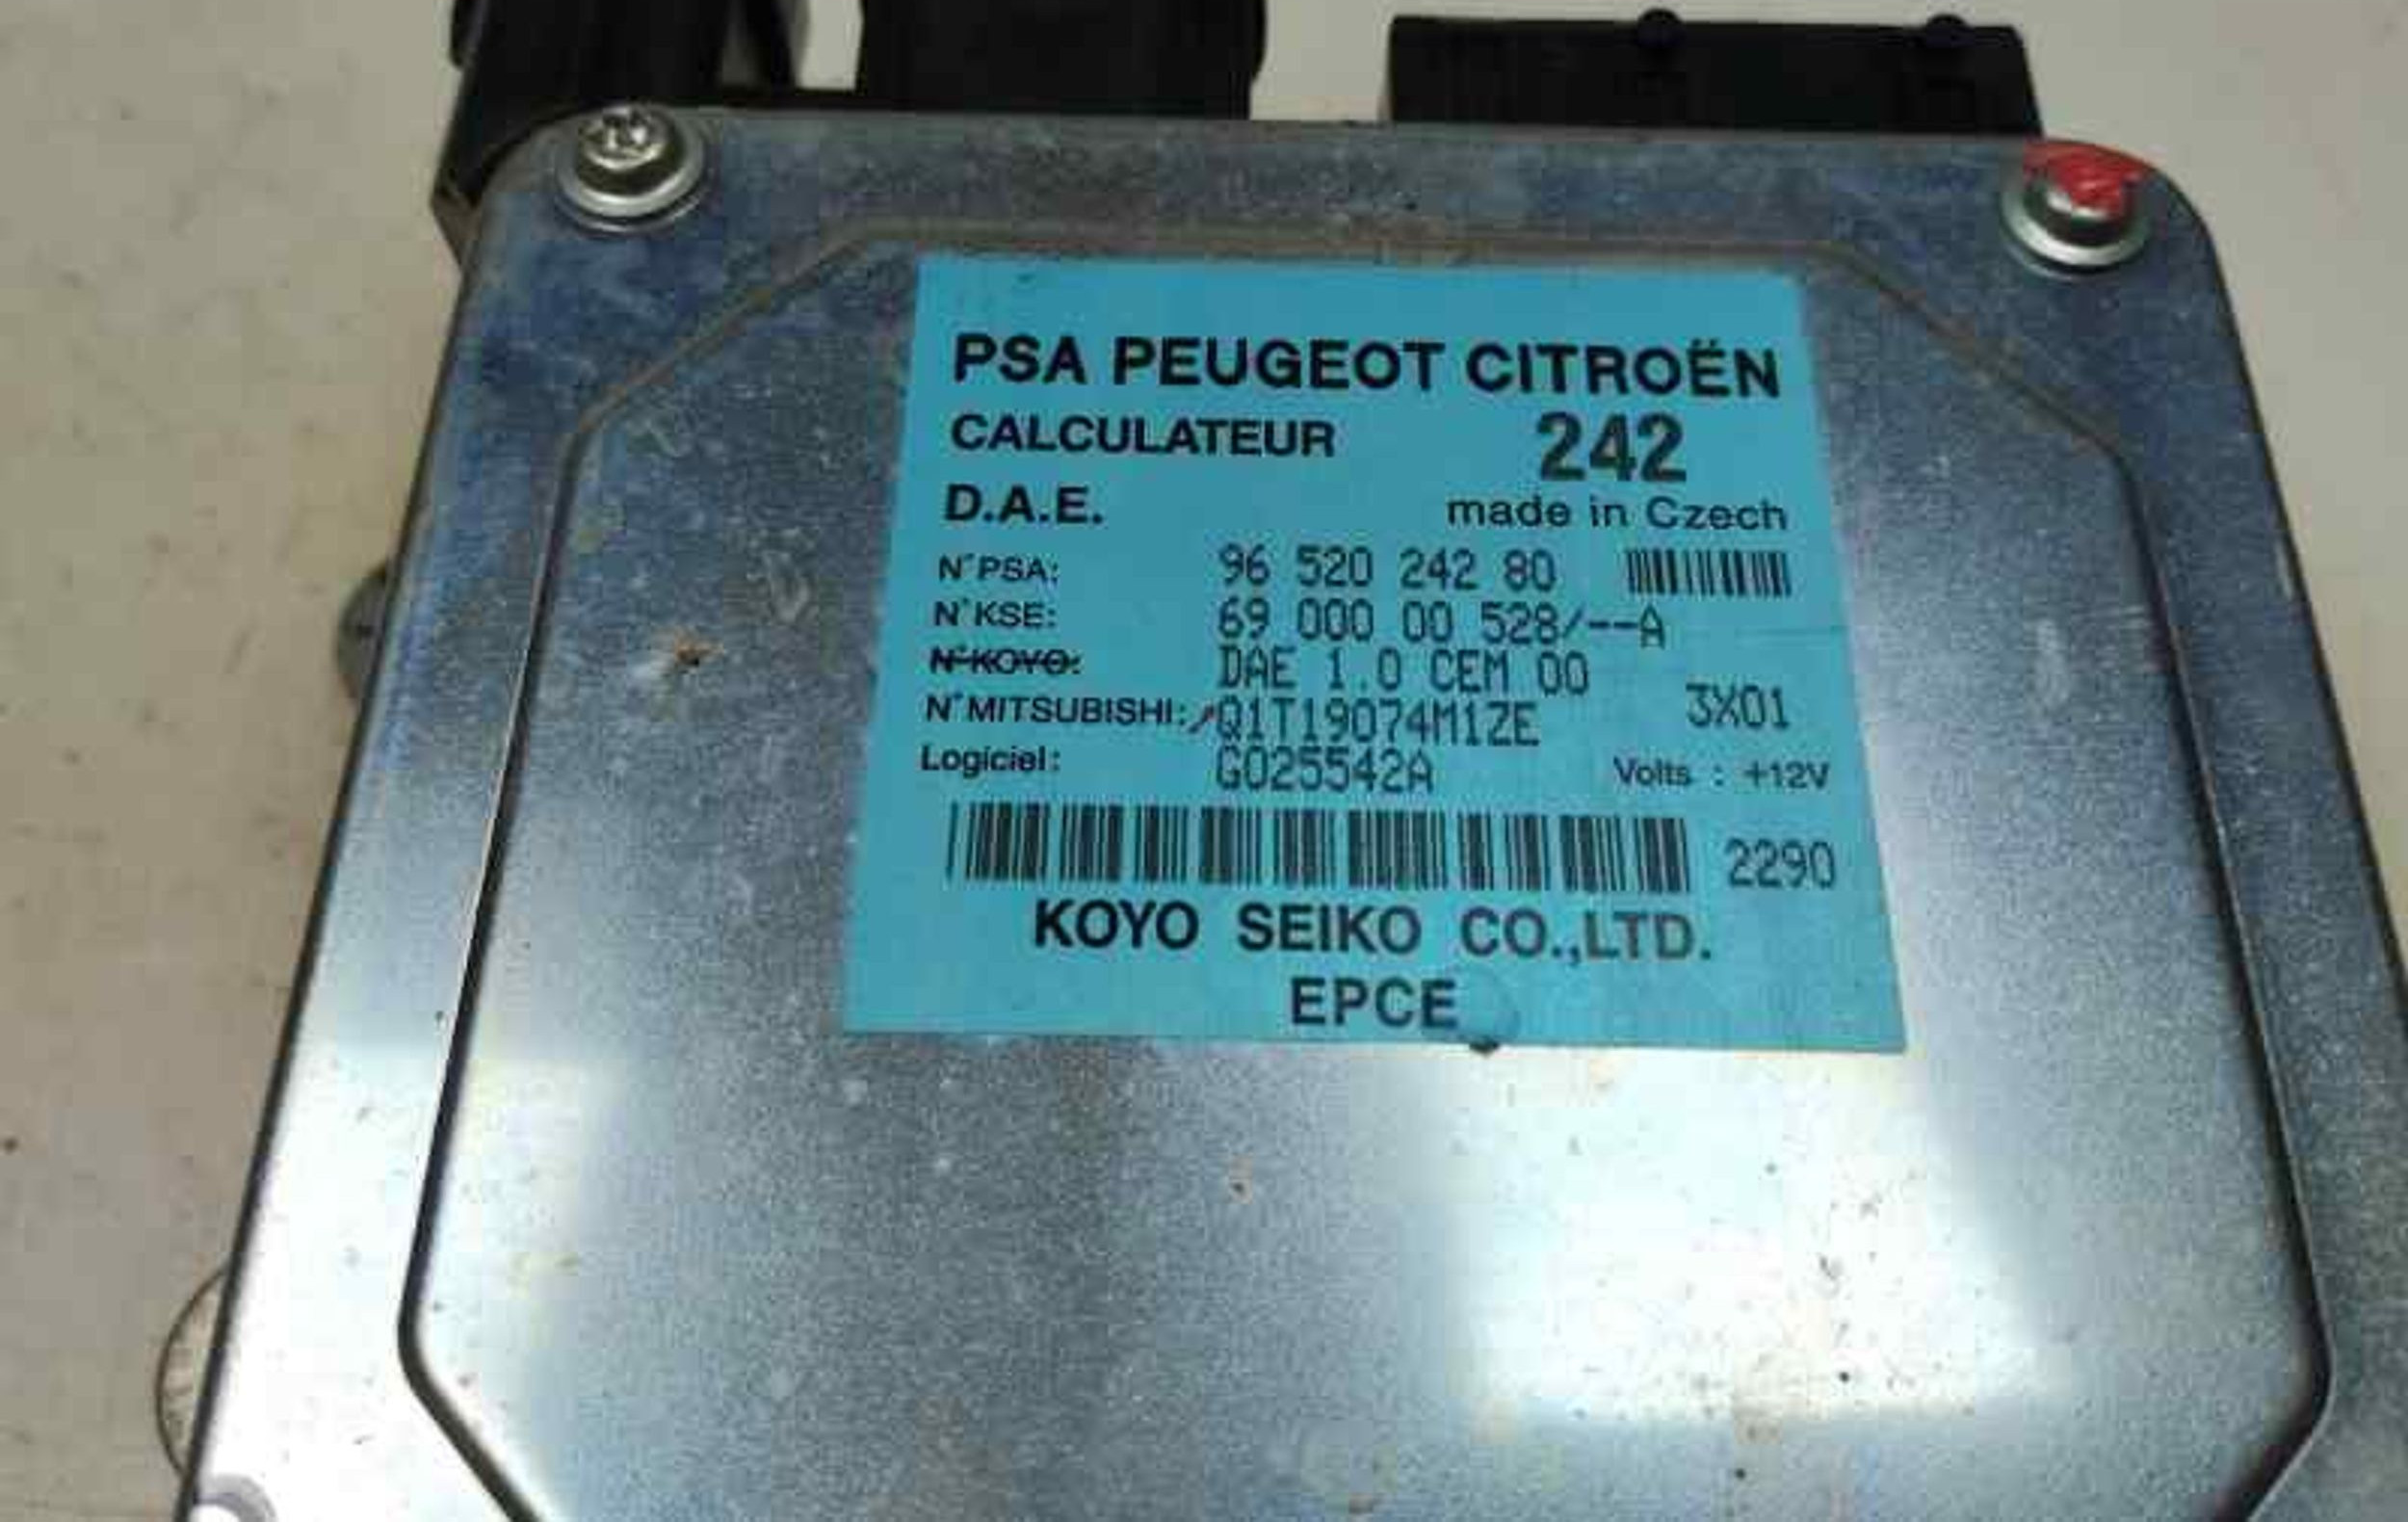 PSA PEUGEOT CITROËN
CALCULATEUR 242
D.A.E. made in Czech
N°PSA: 96 520 242 80
N°KSE: 69 000 00 528/--A
N°KOYO: DAE 1.0 CEM 00
N°MITSUBISHI: Q1T19074M1ZE 3X01
Logiciel: G025542A Volts : +12V
2290
KOYO SEIKO CO.,LTD.
EPCE